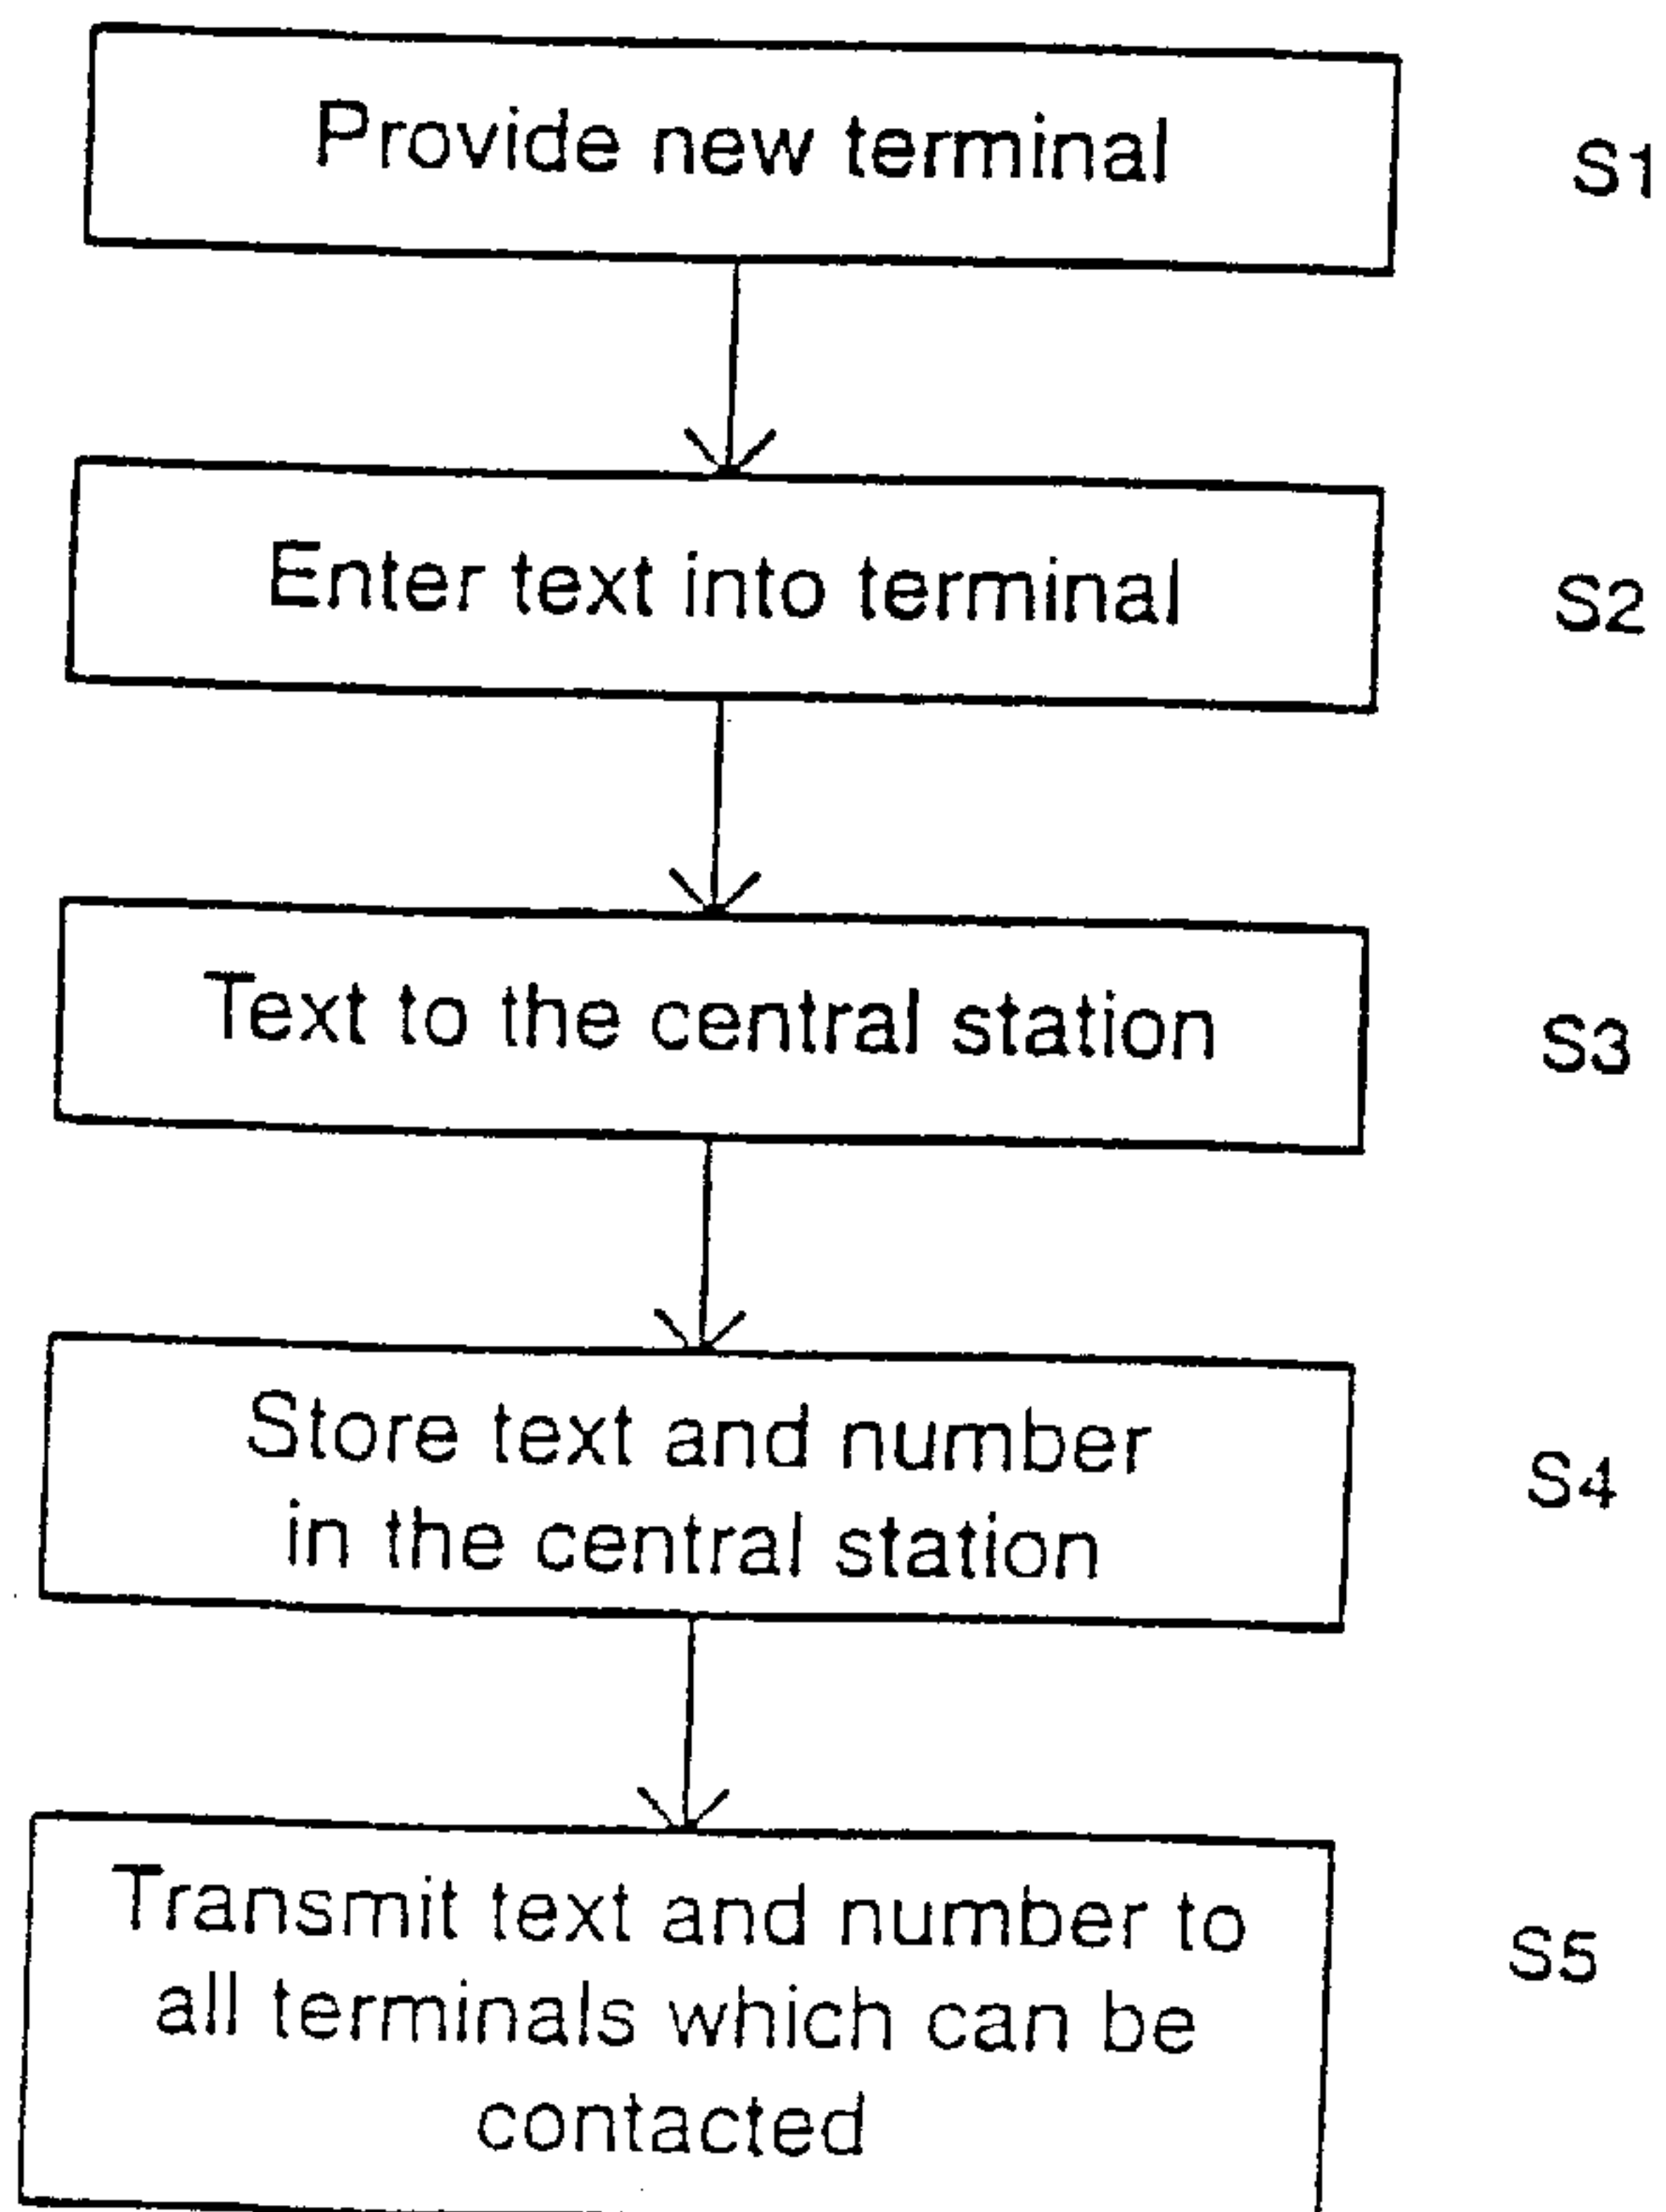 Provide new terminal
S1
Enter text into terminal
S2
Text to the central station
S3
Store text and number
in the central station
S4
Transmit text and number to
all terminals which can be
contacted
S5